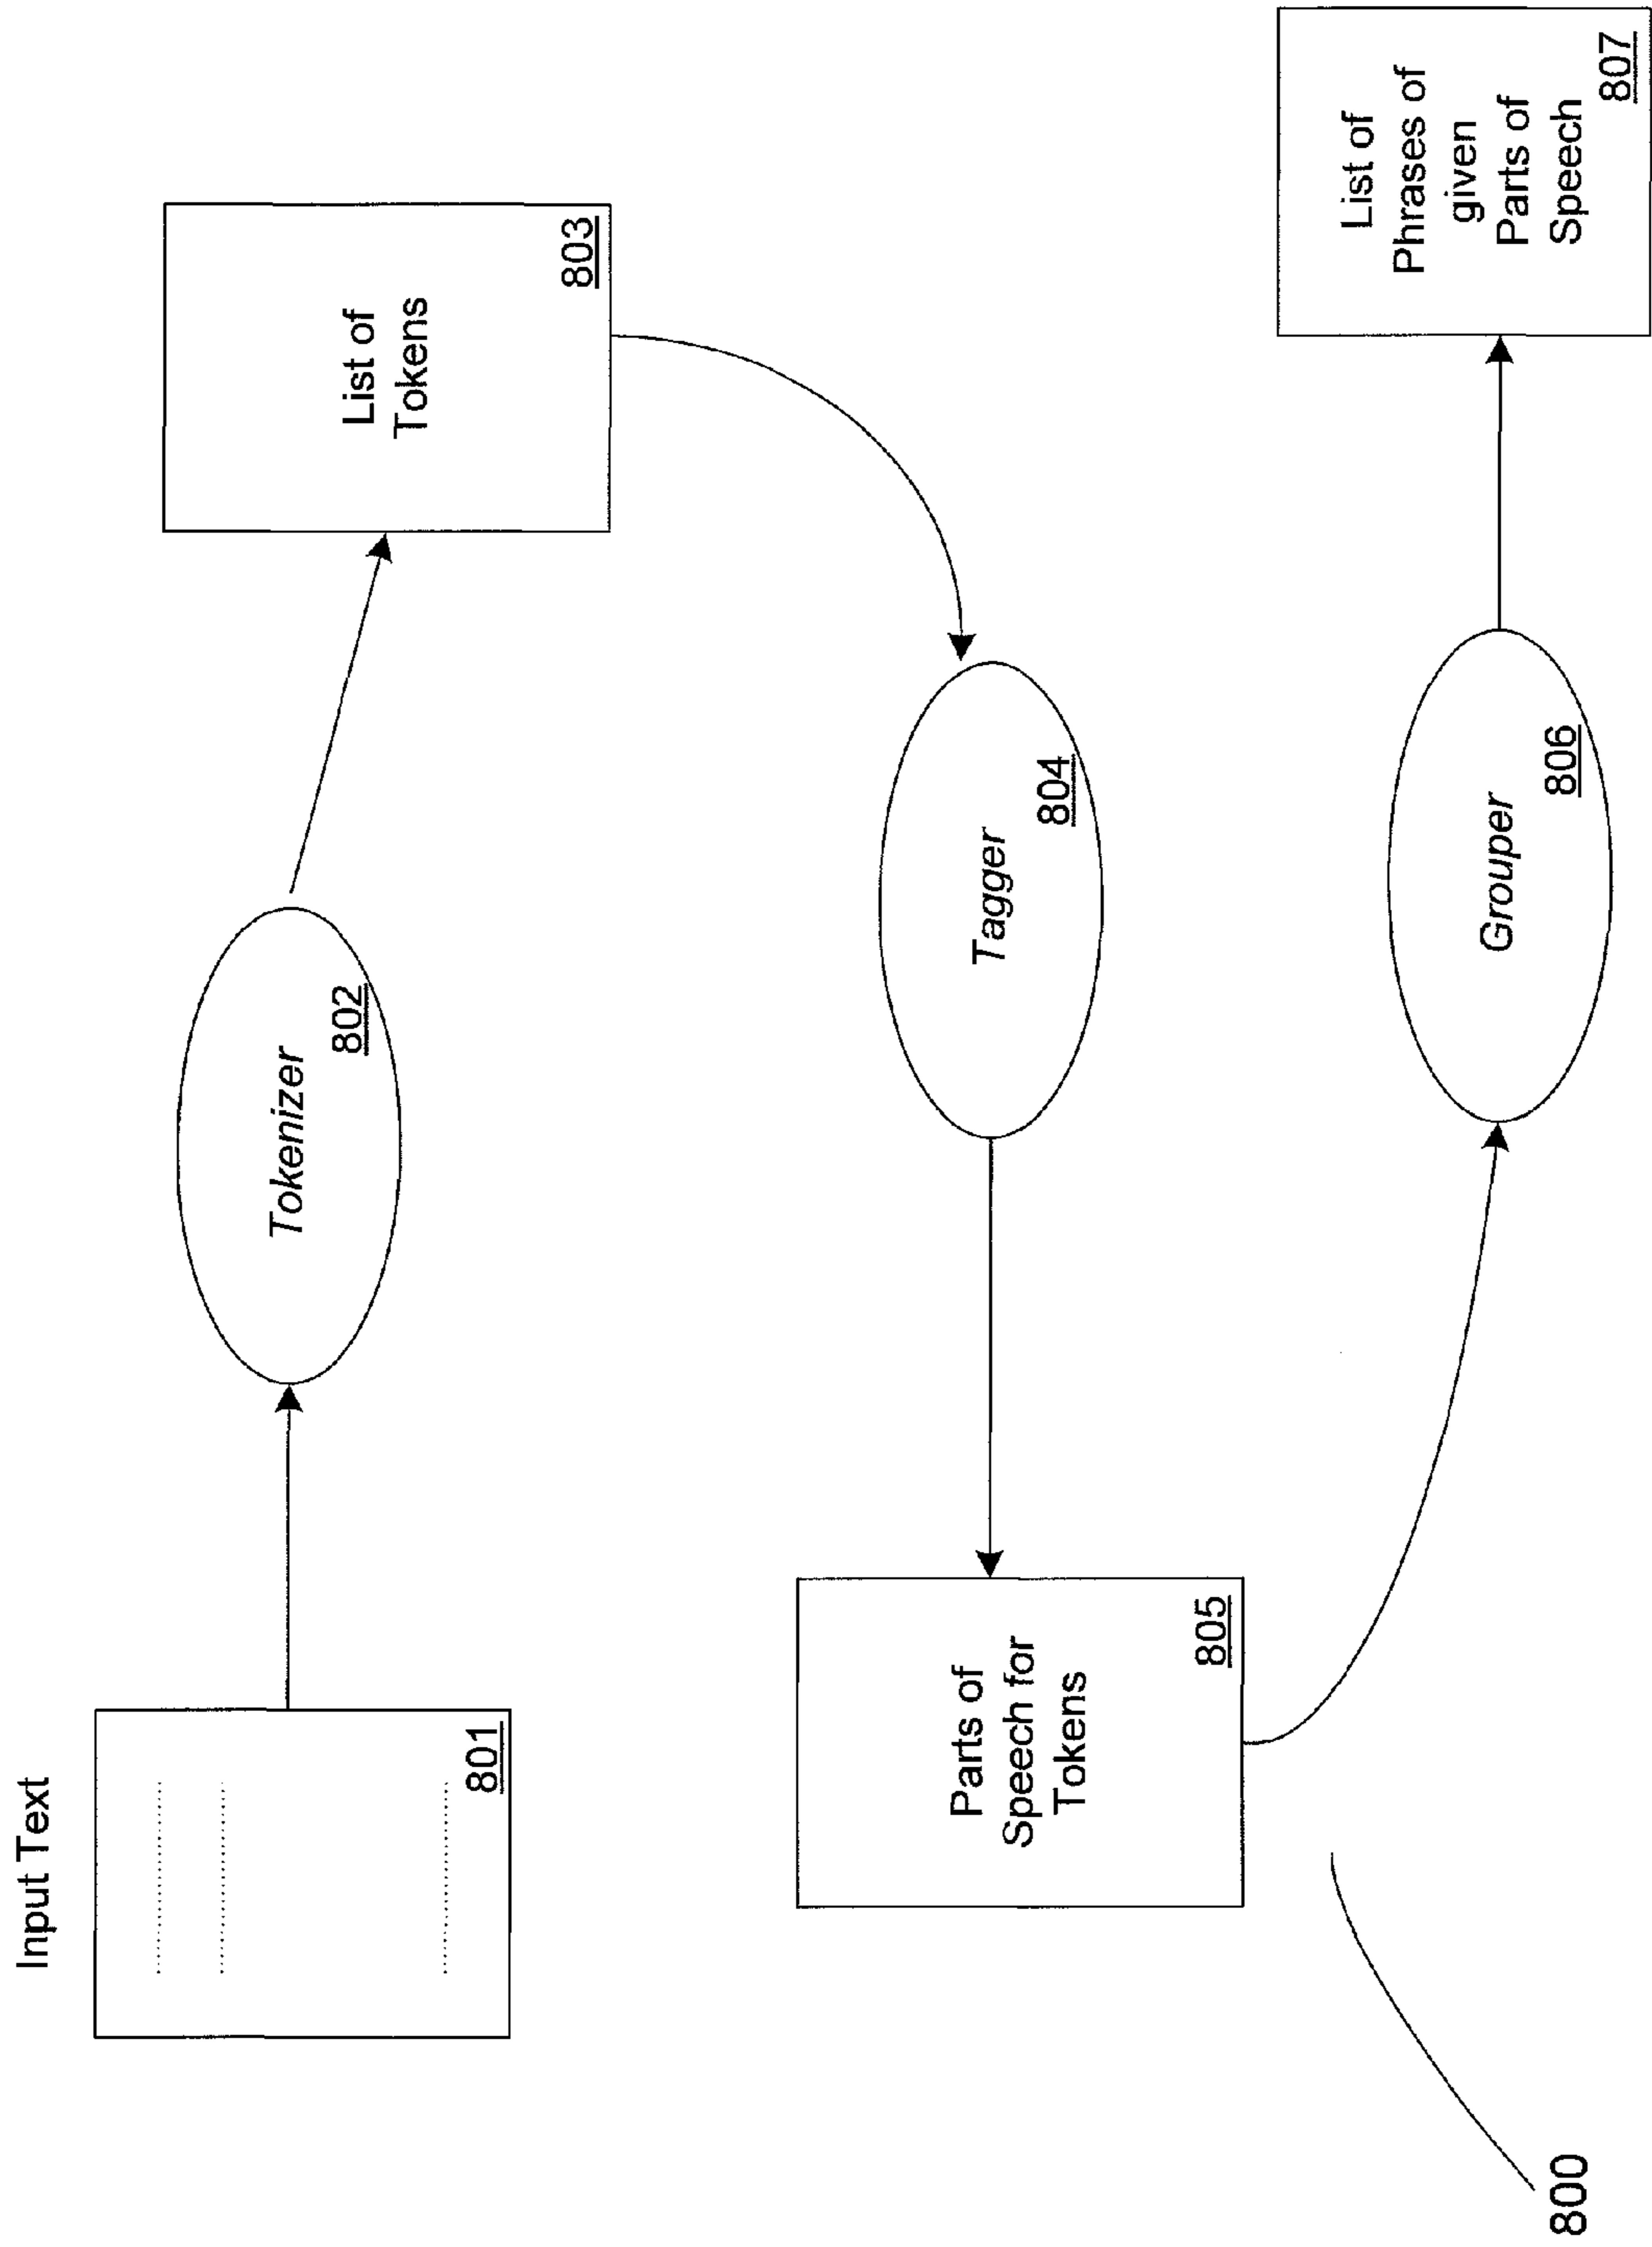 Input Text
801
Tokenizer
802
List of
Tokens
803
Tagger
804
Parts of
Speech for
Tokens
805
Grouper
806
List of
Phrases of
given
Parts of
Speech
807
800